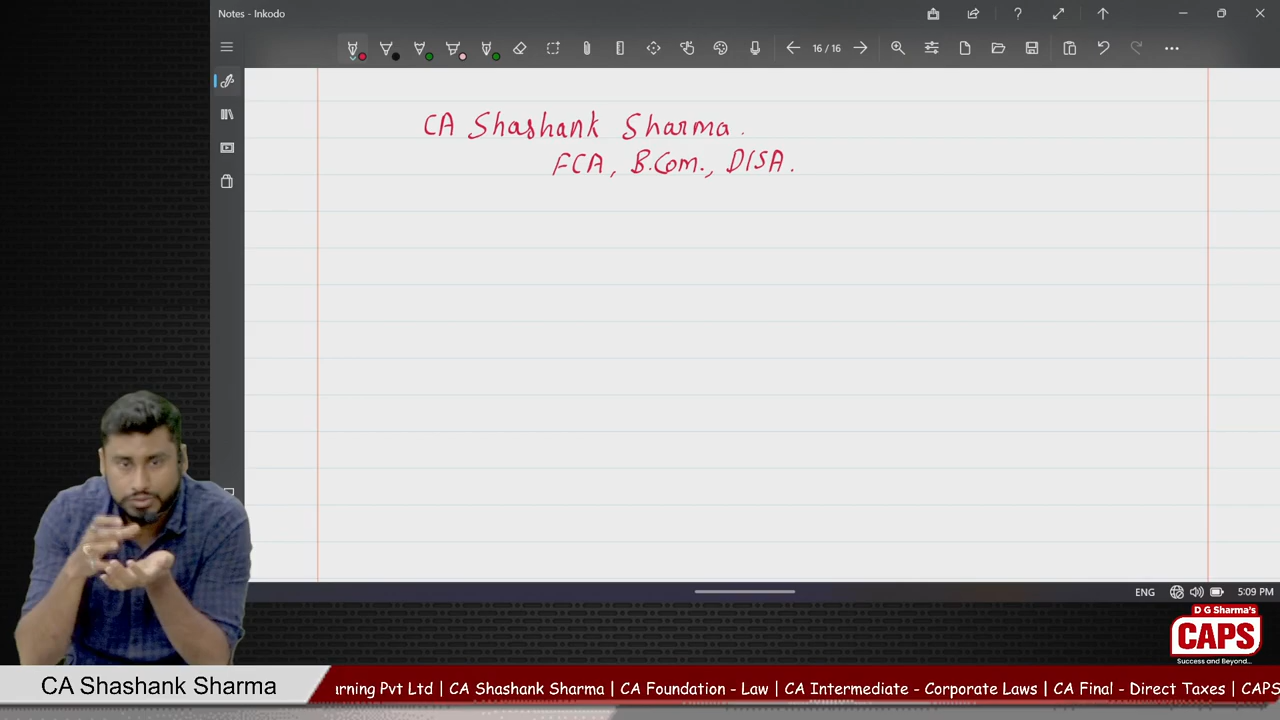 Notes - Inkodo
16/16
CA Shashank Sharma.
FCA, B.Com., DISA.
ENG
5:09 PM
D G Sharma's
CAPS
Success and Beyond...
CA Shashank Sharma
urning Pvt Ltd | CA Shashank Sharma | CA Foundation - Law | CA Intermediate - Corporate Laws | CA Final - Direct Taxes | CAPS